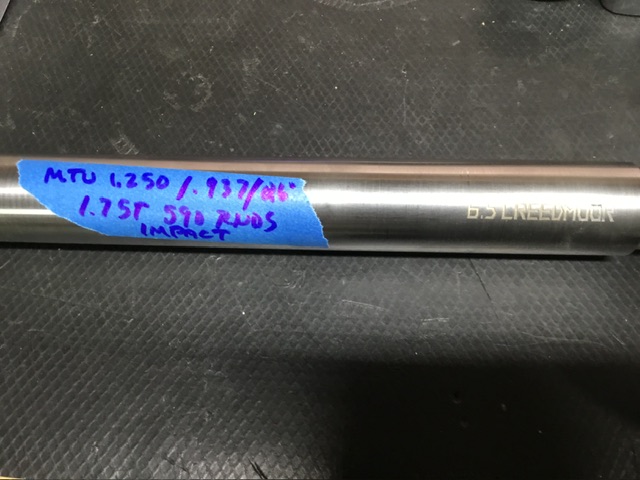 MTU 1.250 / .937 / 26"
1.75T 590 RNDS
IMPACT
6.5 CREEDMOOR